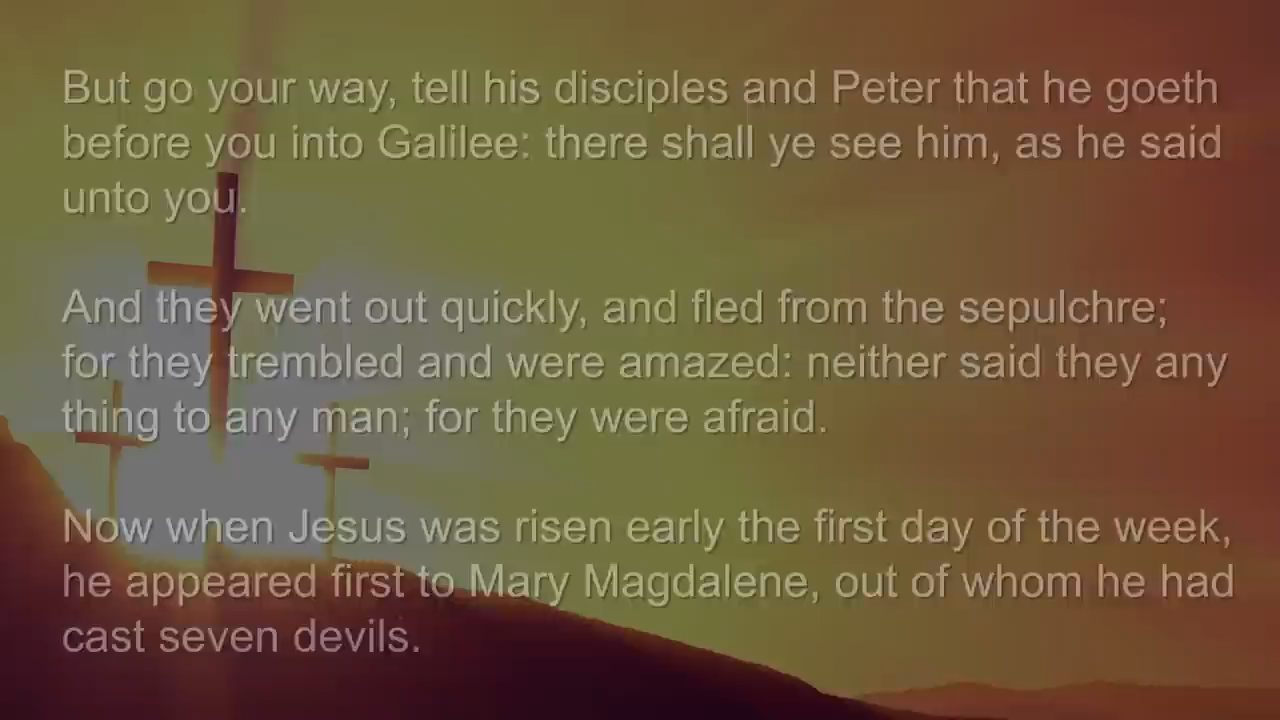 But go your way, tell his disciples and Peter that he goeth
before you into Galilee: there shall ye see him, as he said
unto you.
And they went out quickly, and fled from the sepulchre;
for they trembled and were amazed: neither said they any
thing to any man; for they were afraid.
Now when Jesus was risen early the first day of the week,
he appeared first to Mary Magdalene, out of whom he had
cast seven devils.